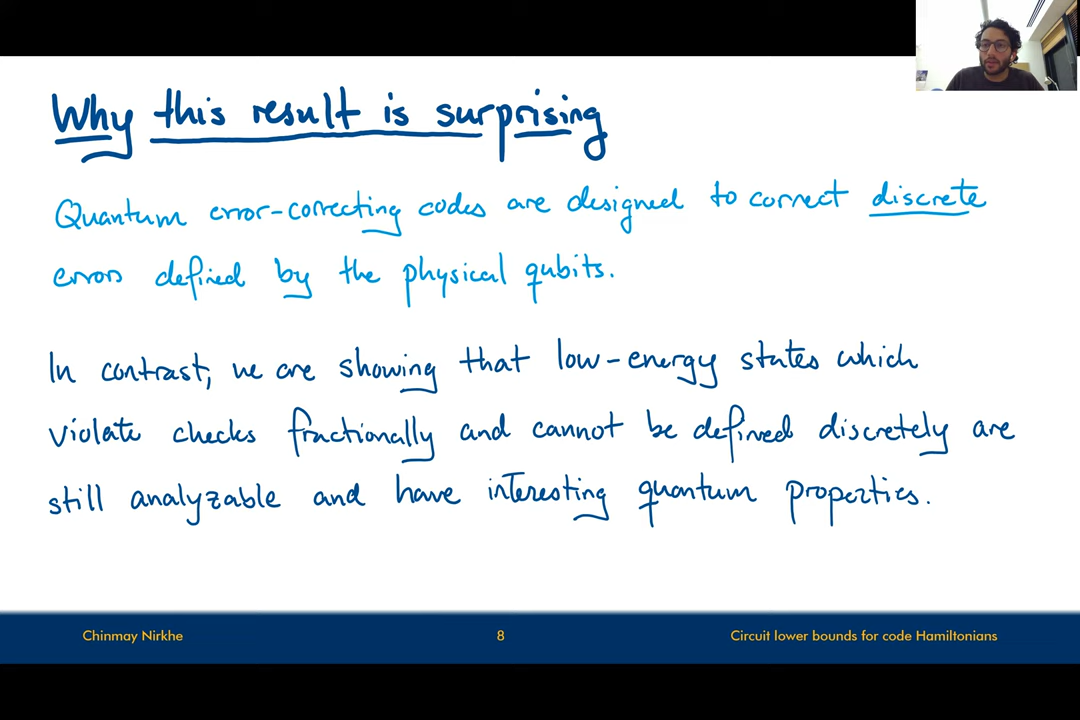 Why this result is surprising
Quantum error-correcting codes are designed to correct discrete
errors defined by the physical qubits.
In contrast, we are showing that low-energy states which
violate checks fractionally and cannot be defined discretely are
still analyzable and have interesting quantum properties.
Chinmay Nirkhe
8
Circuit lower bounds for code Hamiltonians